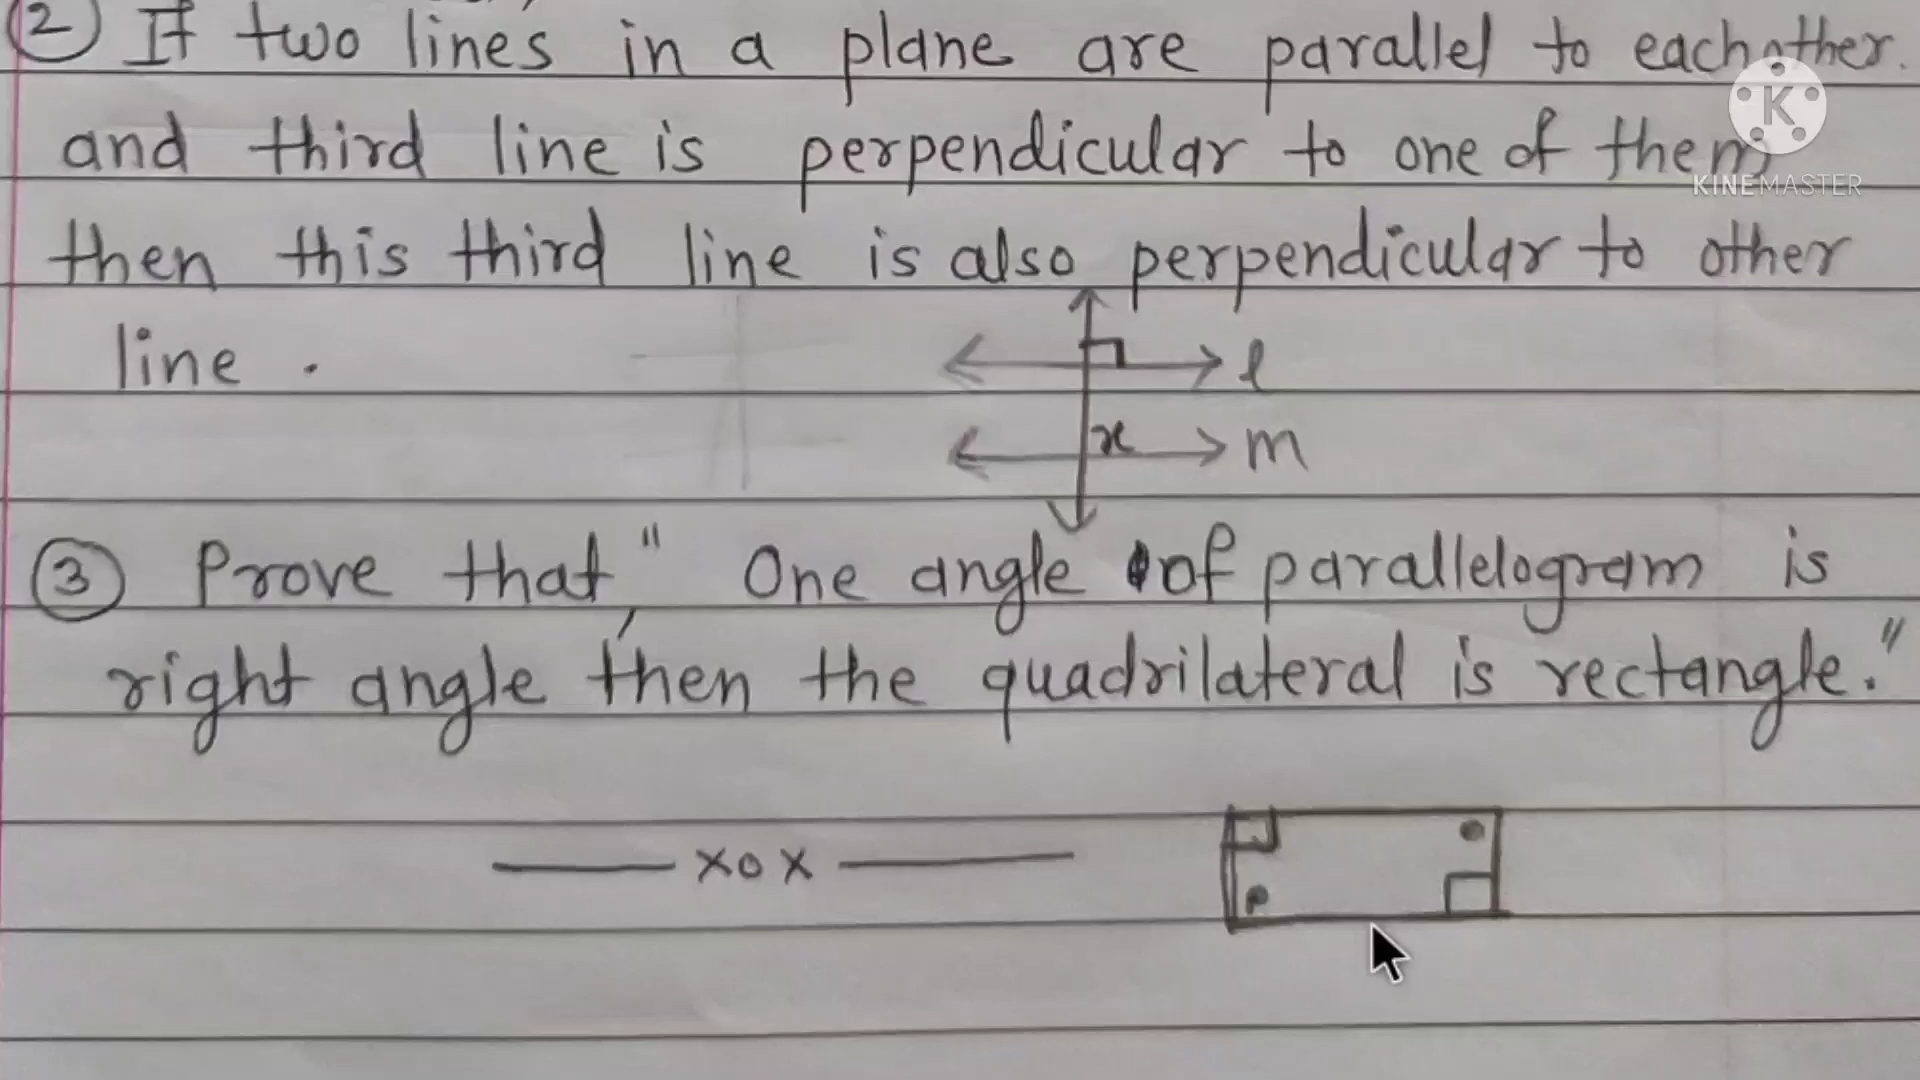 ② If two lines in a plane are parallel to each other.
and third line is perpendicular to one of them
then this third line is also perpendicular to other
line .
l
x
m
③ Prove that, " One angle of parallelogram is
right angle then the quadrilateral is rectangle."
xox
K
KINEMASTER